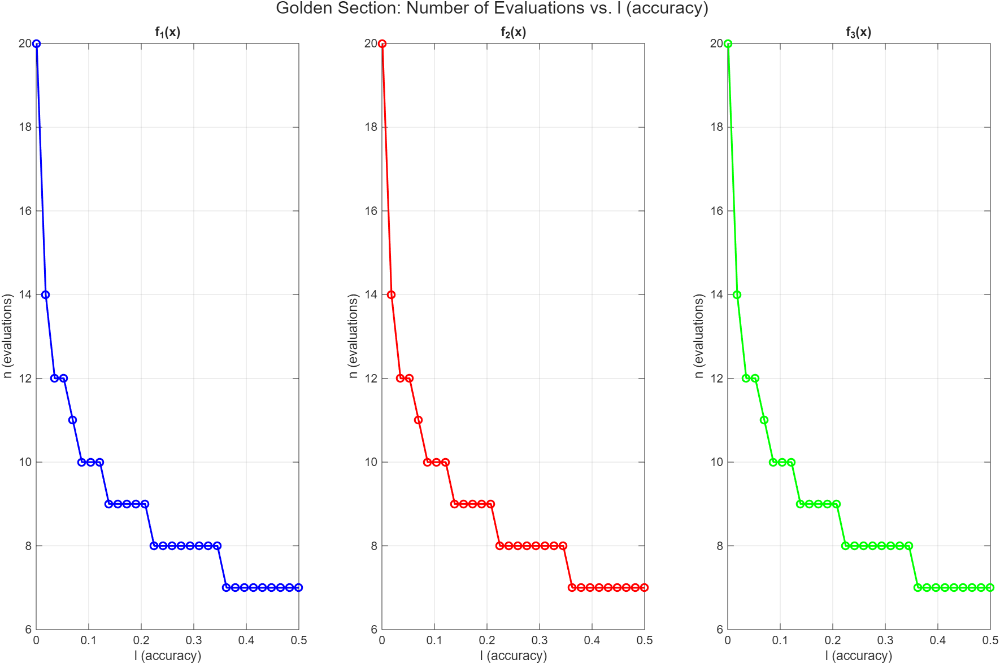 Golden Section: Number of Evaluations vs. l (accuracy)
f₁(x)
20
18
16
14
12
10
8
6
n (evaluations)
0 0.1 0.2 0.3 0.4 0.5
l (accuracy)
f₂(x)
20
18
16
14
12
10
8
6
n (evaluations)
0 0.1 0.2 0.3 0.4 0.5
l (accuracy)
f₃(x)
20
18
16
14
12
10
8
6
n (evaluations)
0 0.1 0.2 0.3 0.4 0.5
l (accuracy)